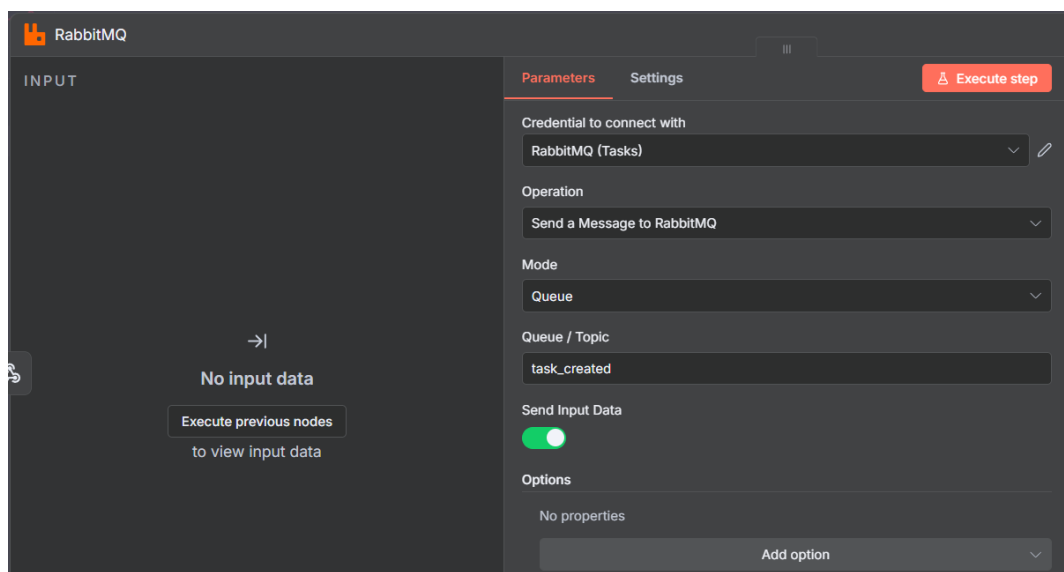 RabbitMQ
INPUT
No input data
Execute previous nodes
to view input data
Parameters
Settings
Execute step
Credential to connect with
RabbitMQ (Tasks)
Operation
Send a Message to RabbitMQ
Mode
Queue
Queue / Topic
task_created
Send Input Data
Options
No properties
Add option